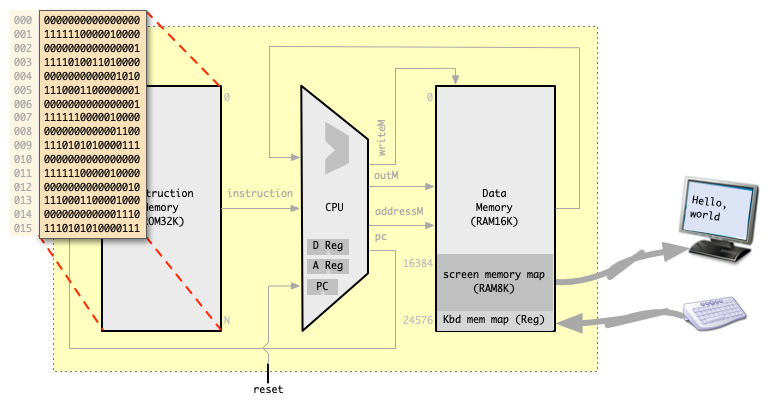 000 0000000000000000
001 1111110000010000
002 0000000000000001
003 1111010011010000
004 0000000000001010
005 1110001100000001
006 0000000000000001
007 1111110000010000
008 0000000000001100
009 1110101010000111
010 0000000000000000
011 1111110000010000
012 0000000000000010
013 1110001100001000
014 0000000000001110
015 1110101010000111
0
truction
emory
OM32K)
N
instruction
CPU
D Reg
A Reg
PC
reset
writeM
outM
addressM
pc
0
Data
Memory
(RAM16K)
16384
screen memory map
(RAM8K)
24576
Kbd mem map (Reg)
Hello,
world